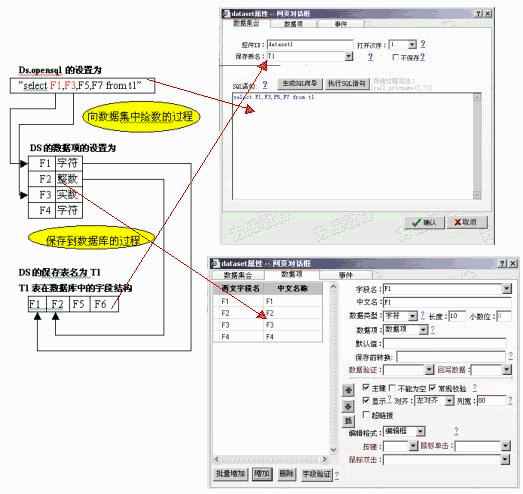 Ds.opensql 的设置为
"select F1,F3,F5,F7 from t1"
向数据集中给数的过程
DS 的数据项的设置为
F1 字符
F2 整数
F3 实数
F4 字符
保存到数据库的过程
DS的保存表名为 T1
T1 表在数据库中的字段结构
F1 F2 F5 F6
dataset属性 -- 网页对话框
数据集合 数据项 事件
控件ID: dataset1 打开次序: 1 ?
保存表名: T1 ? 不保存 ?
SQL语句: ? 生成SQL向导 执行SQL语句 存储过程写法:
select F1,F3,F5,F7 from t1
确认 取消
dataset属性 -- 网页对话框
数据集合 数据项 事件
英文字段名 中文名称
F1 F1
F2 F2
F3 F3
F4 F4
字段名: F1
中文名: F1
数据类型: 字符 ? 长度: 10 小数位: 0
数据项: 数据项 ?
默认值: ?
保存前转换: ?
数据验证: 回写数据: ?
主键 不能为空 常规校验 ?
显示 ? 对齐: 左对齐 列宽: 80
超链接
编辑格式: 编辑框 ?
按键: 鼠标单击: ?
鼠标双击: ?
插
批量增加 增加 删除 字段验证 ?